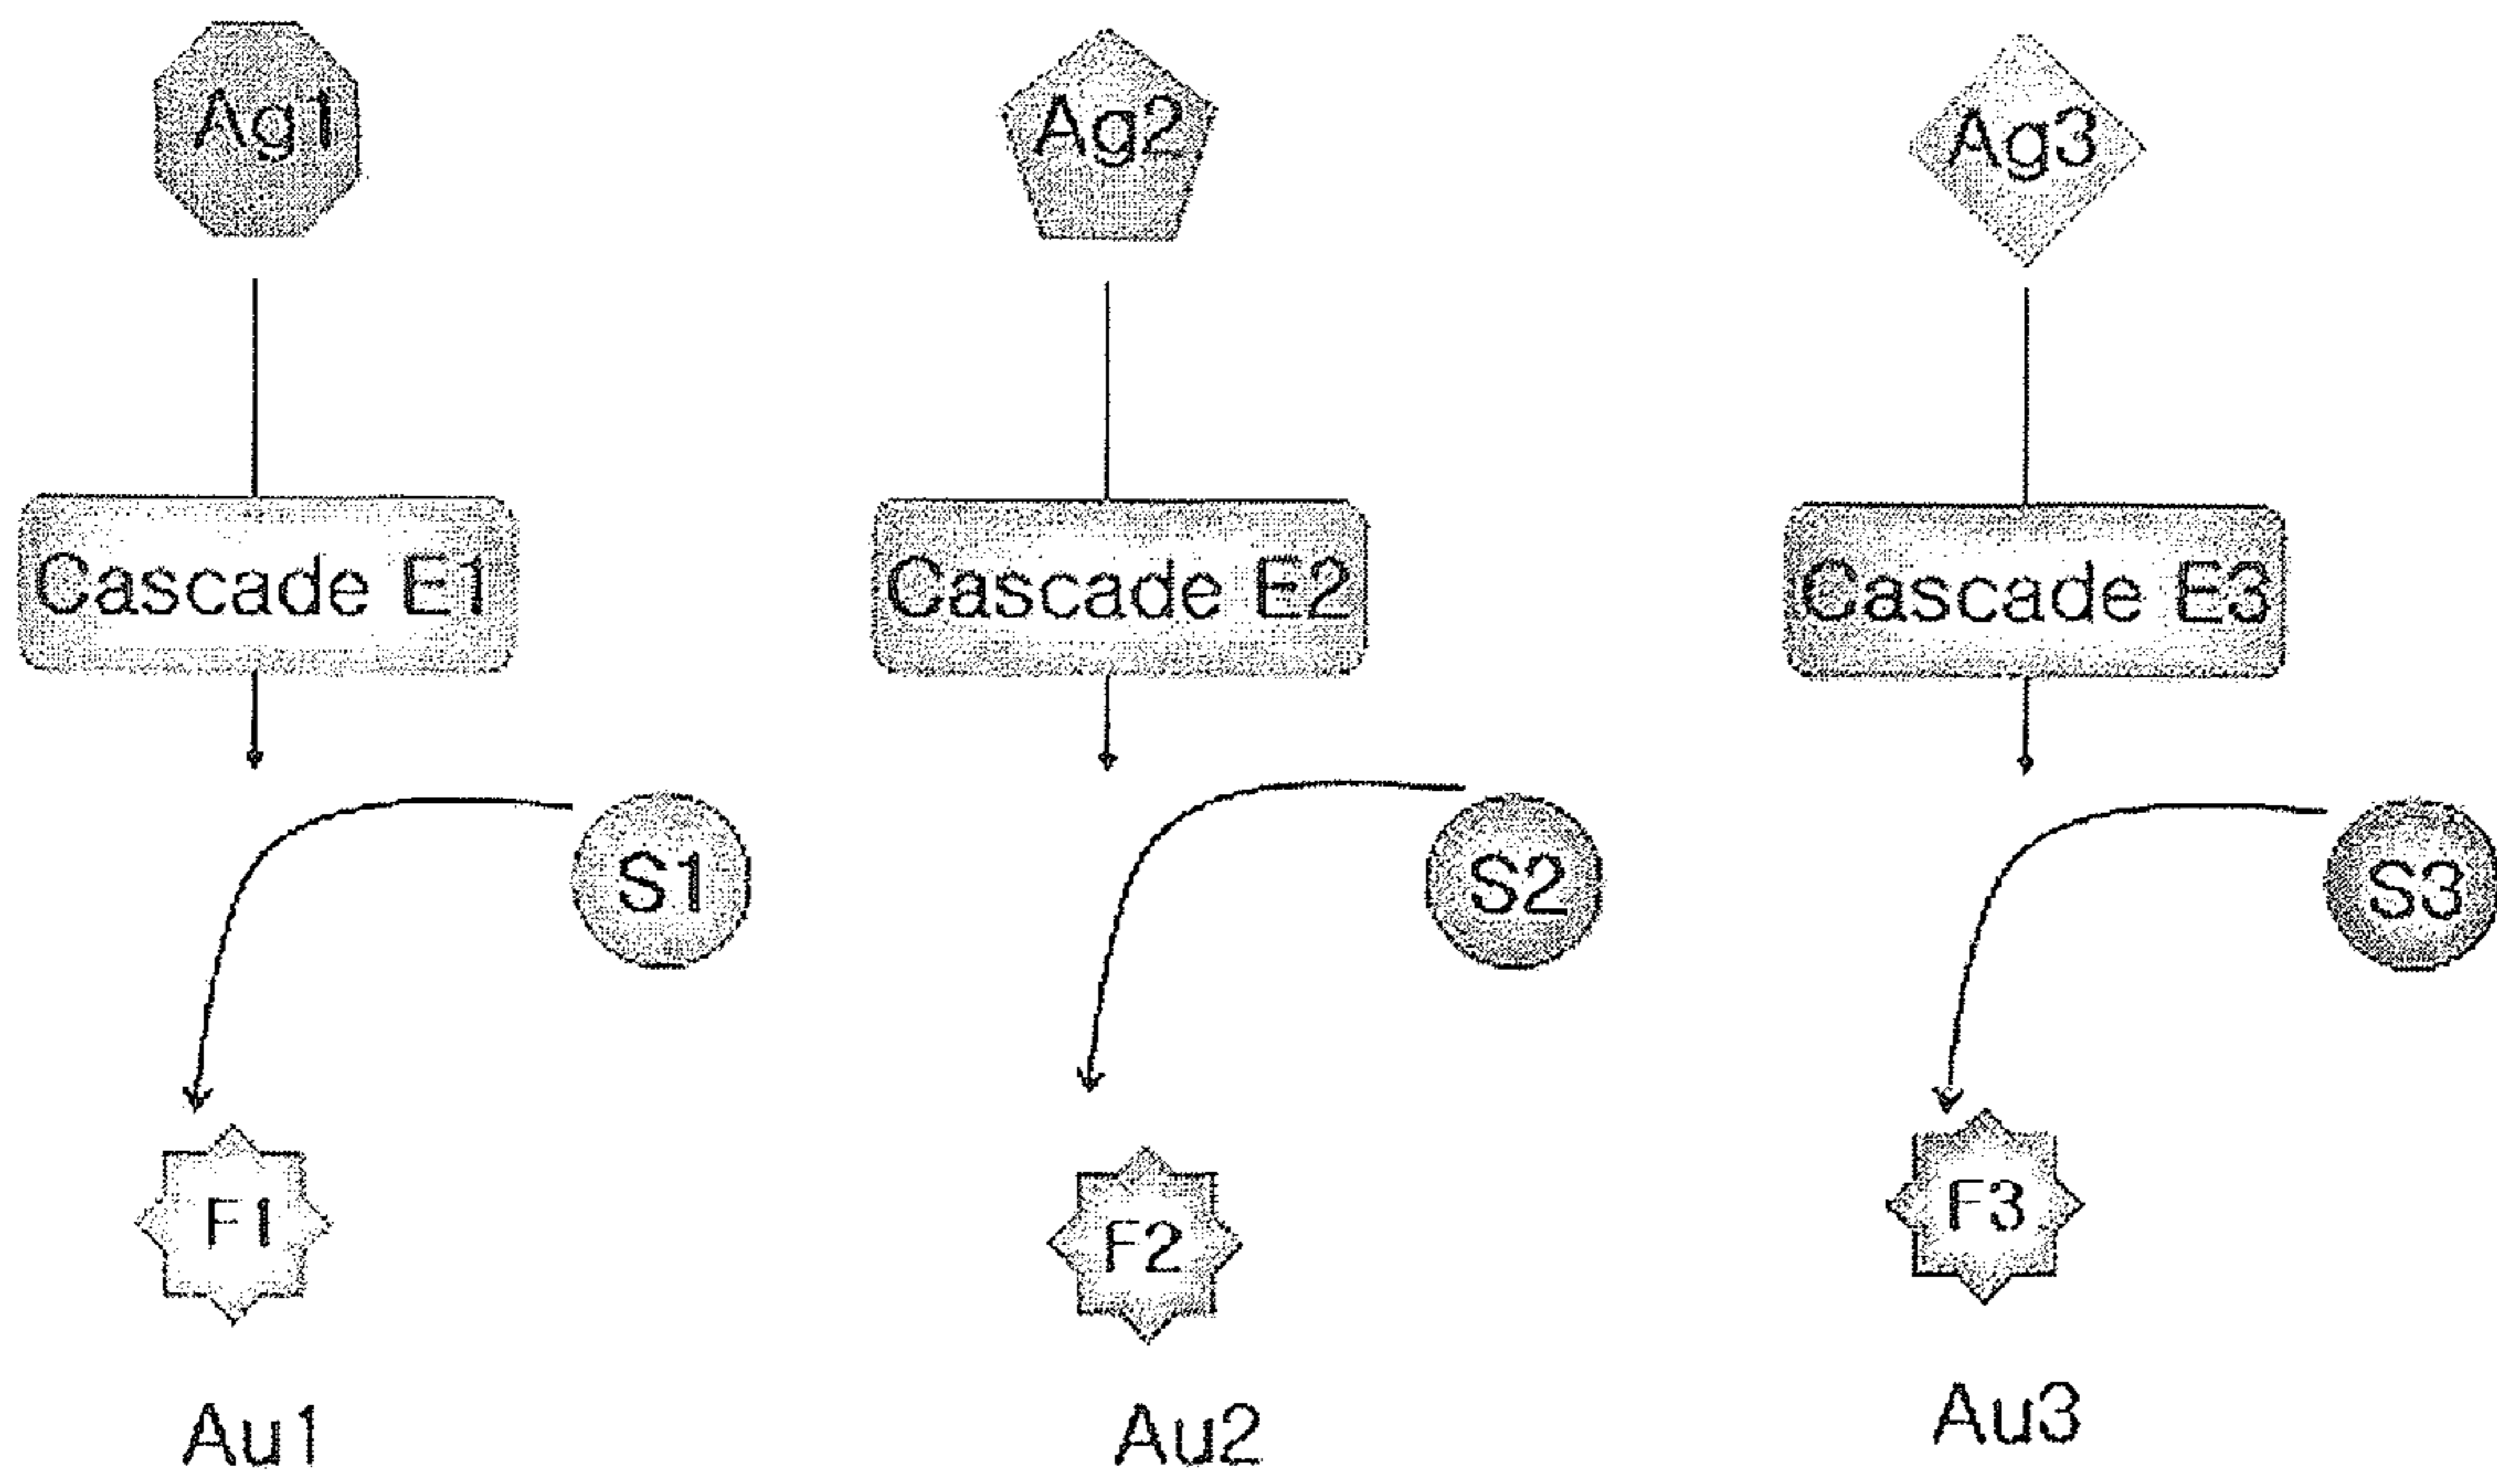 Ag1 Ag2 Ag3
Cascade E1 Cascade E2 Cascade E3
S1 S2 S3
F1 F2 F3
Au1 Au2 Au3